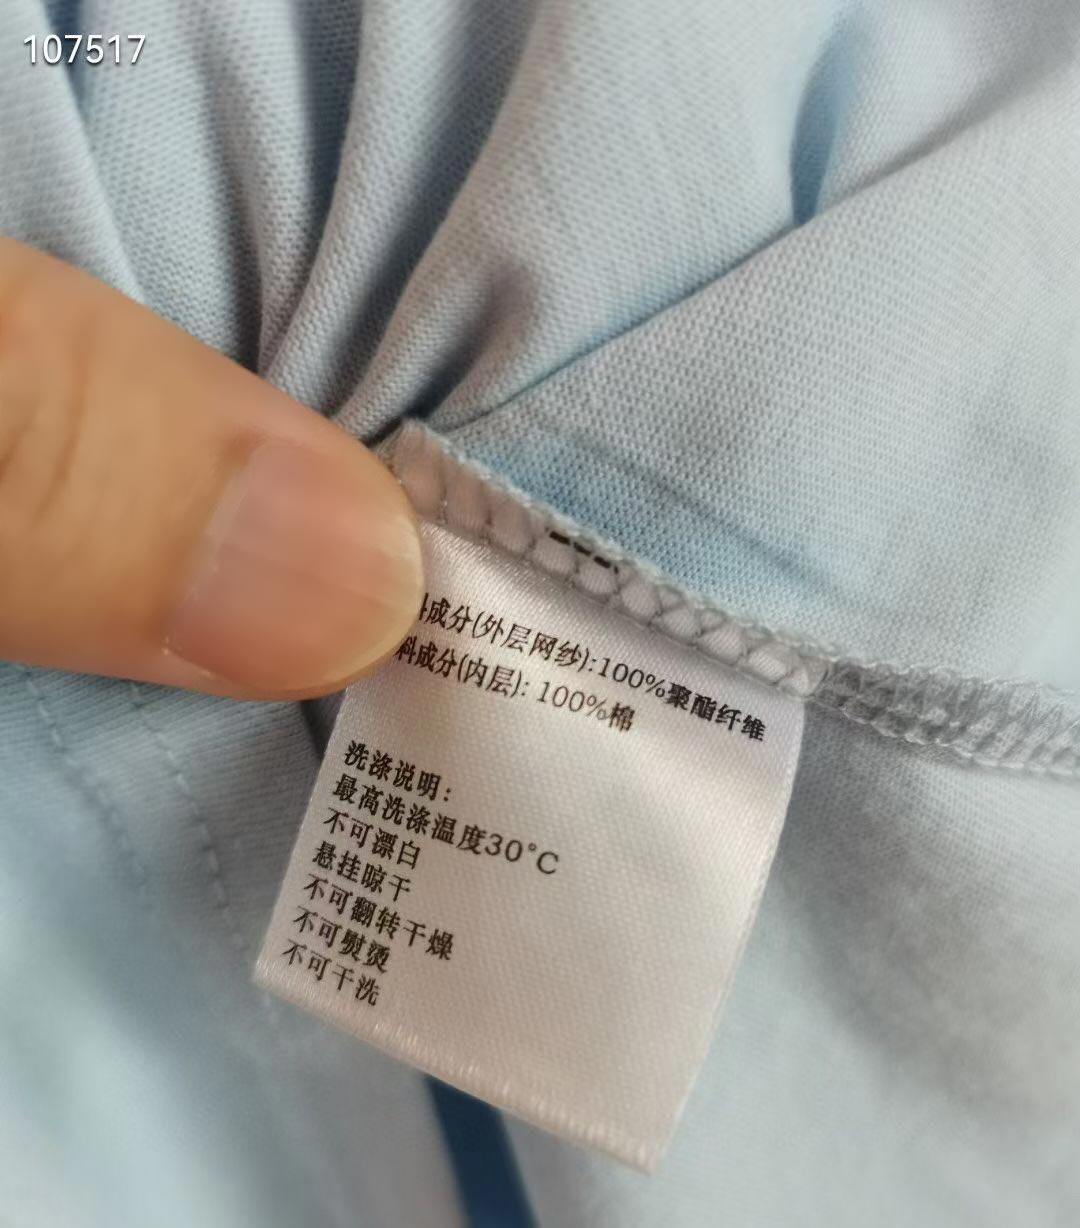 107517
料成分(外层网纱):100%聚酯纤维
料成分(内层): 100%棉
洗涤说明:
最高洗涤温度30°C
不可漂白
悬挂晾干
不可翻转干燥
不可熨烫
不可干洗